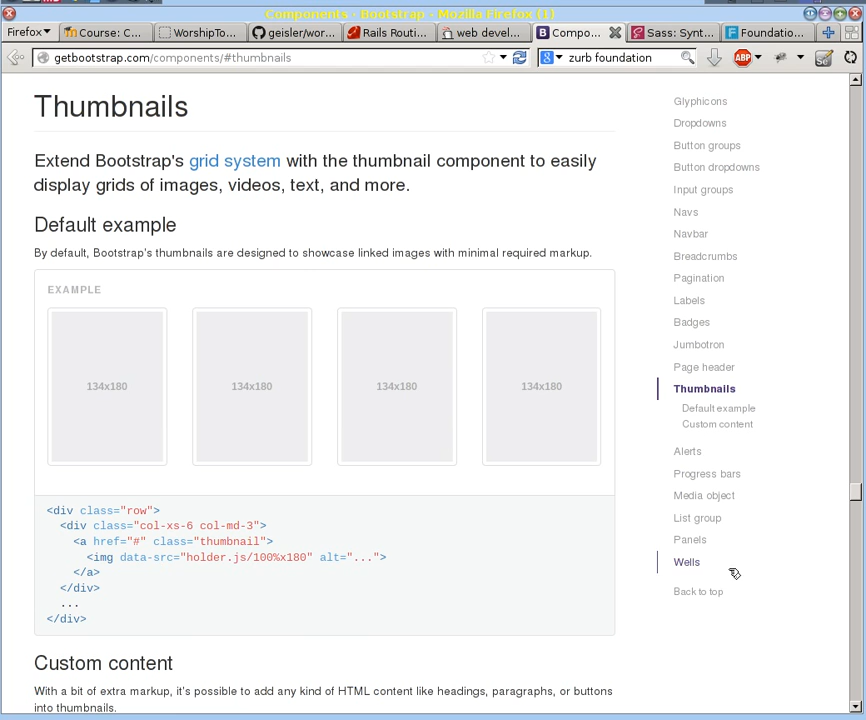 Components · Bootstrap - Mozilla Firefox (1)
Firefox
Course: C...
WorshipTo...
geisler/wor...
Rails Routi...
web devel...
Compo...
Sass: Synt...
Foundatio...
getbootstrap.com/components/#thumbnails
zurb foundation
ABP
Thumbnails
Extend Bootstrap's grid system with the thumbnail component to easily
display grids of images, videos, text, and more.
Default example
By default, Bootstrap's thumbnails are designed to showcase linked images with minimal required markup.
EXAMPLE
134x180
134x180
134x180
134x180
<div class="row">
  <div class="col-xs-6 col-md-3">
    <a href="#" class="thumbnail">
      <img data-src="holder.js/100%x180" alt="...">
    </a>
  </div>
  ...
</div>
Custom content
With a bit of extra markup, it's possible to add any kind of HTML content like headings, paragraphs, or buttons
into thumbnails.
Glyphicons
Dropdowns
Button groups
Button dropdowns
Input groups
Navs
Navbar
Breadcrumbs
Pagination
Labels
Badges
Jumbotron
Page header
Thumbnails
Default example
Custom content
Alerts
Progress bars
Media object
List group
Panels
Wells
Back to top